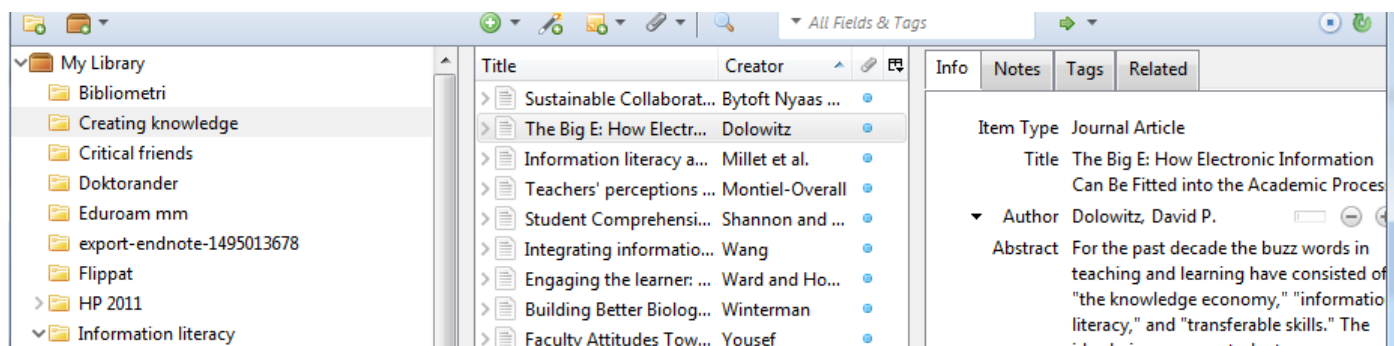 All Fields & Tags
My Library
Bibliometri
Creating knowledge
Critical friends
Doktorander
Eduroam mm
export-endnote-1495013678
Flippat
HP 2011
Information literacy
Title Creator
Sustainable Collaborat... Bytoft Nyaas ...
The Big E: How Electr... Dolowitz
Information literacy a... Millet et al.
Teachers' perceptions ... Montiel-Overall
Student Comprehensi... Shannon and ...
Integrating informatio... Wang
Engaging the learner: ... Ward and Ho...
Building Better Biolog... Winterman
Faculty Attitudes Tow... Yousef
Info Notes Tags Related
Item Type Journal Article
Title The Big E: How Electronic Information
Can Be Fitted into the Academic Proces
Author Dolowitz, David P.
Abstract For the past decade the buzz words in
teaching and learning have consisted of
"the knowledge economy," "informatio
literacy," and "transferable skills." The